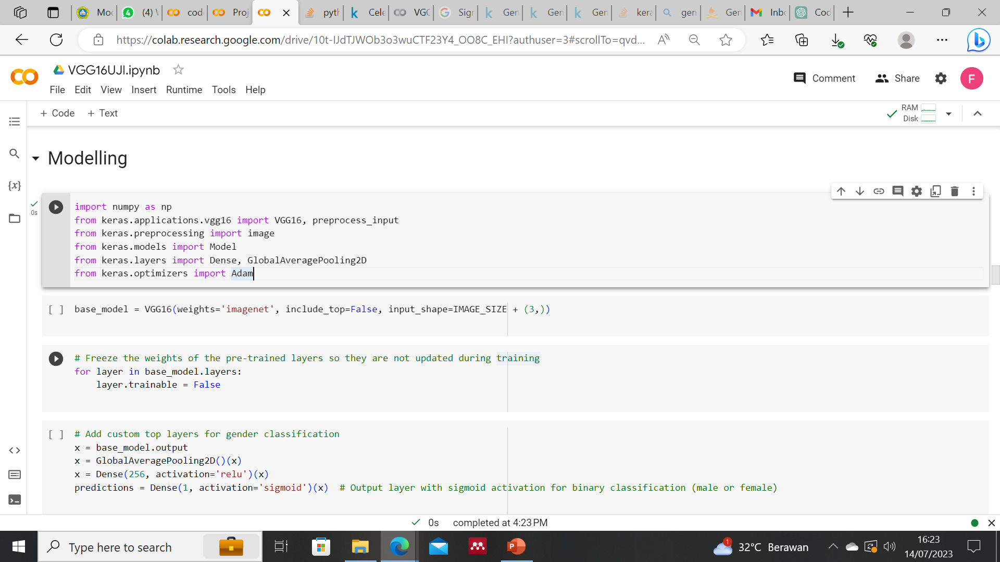 Mo
4
(4) W
cod
Proj
pyth
Cele
VGG
Sign
Gen
Gen
Gen
kera
gen
Gen
Inbo
Cod
https://colab.research.google.com/drive/10t-IJdTJWOb3o3wuCTF23Y4_OO8C_EHI?authuser=3#scrollTo=qvd...
VGG16UJI.ipynb
Comment
Share
F
File Edit View Insert Runtime Tools Help
+ Code + Text
RAM
Disk
Modelling
0s
import numpy as np
from keras.applications.vgg16 import VGG16, preprocess_input
from keras.preprocessing import image
from keras.models import Model
from keras.layers import Dense, GlobalAveragePooling2D
from keras.optimizers import Adam
[ ] base_model = VGG16(weights='imagenet', include_top=False, input_shape=IMAGE_SIZE + (3,))
# Freeze the weights of the pre-trained layers so they are not updated during training
for layer in base_model.layers:
    layer.trainable = False
[ ] # Add custom top layers for gender classification
x = base_model.output
x = GlobalAveragePooling2D()(x)
x = Dense(256, activation='relu')(x)
predictions = Dense(1, activation='sigmoid')(x)  # Output layer with sigmoid activation for binary classification (male or female)
0s completed at 4:23 PM
Type here to search
1
32°C Berawan
16:23
14/07/2023